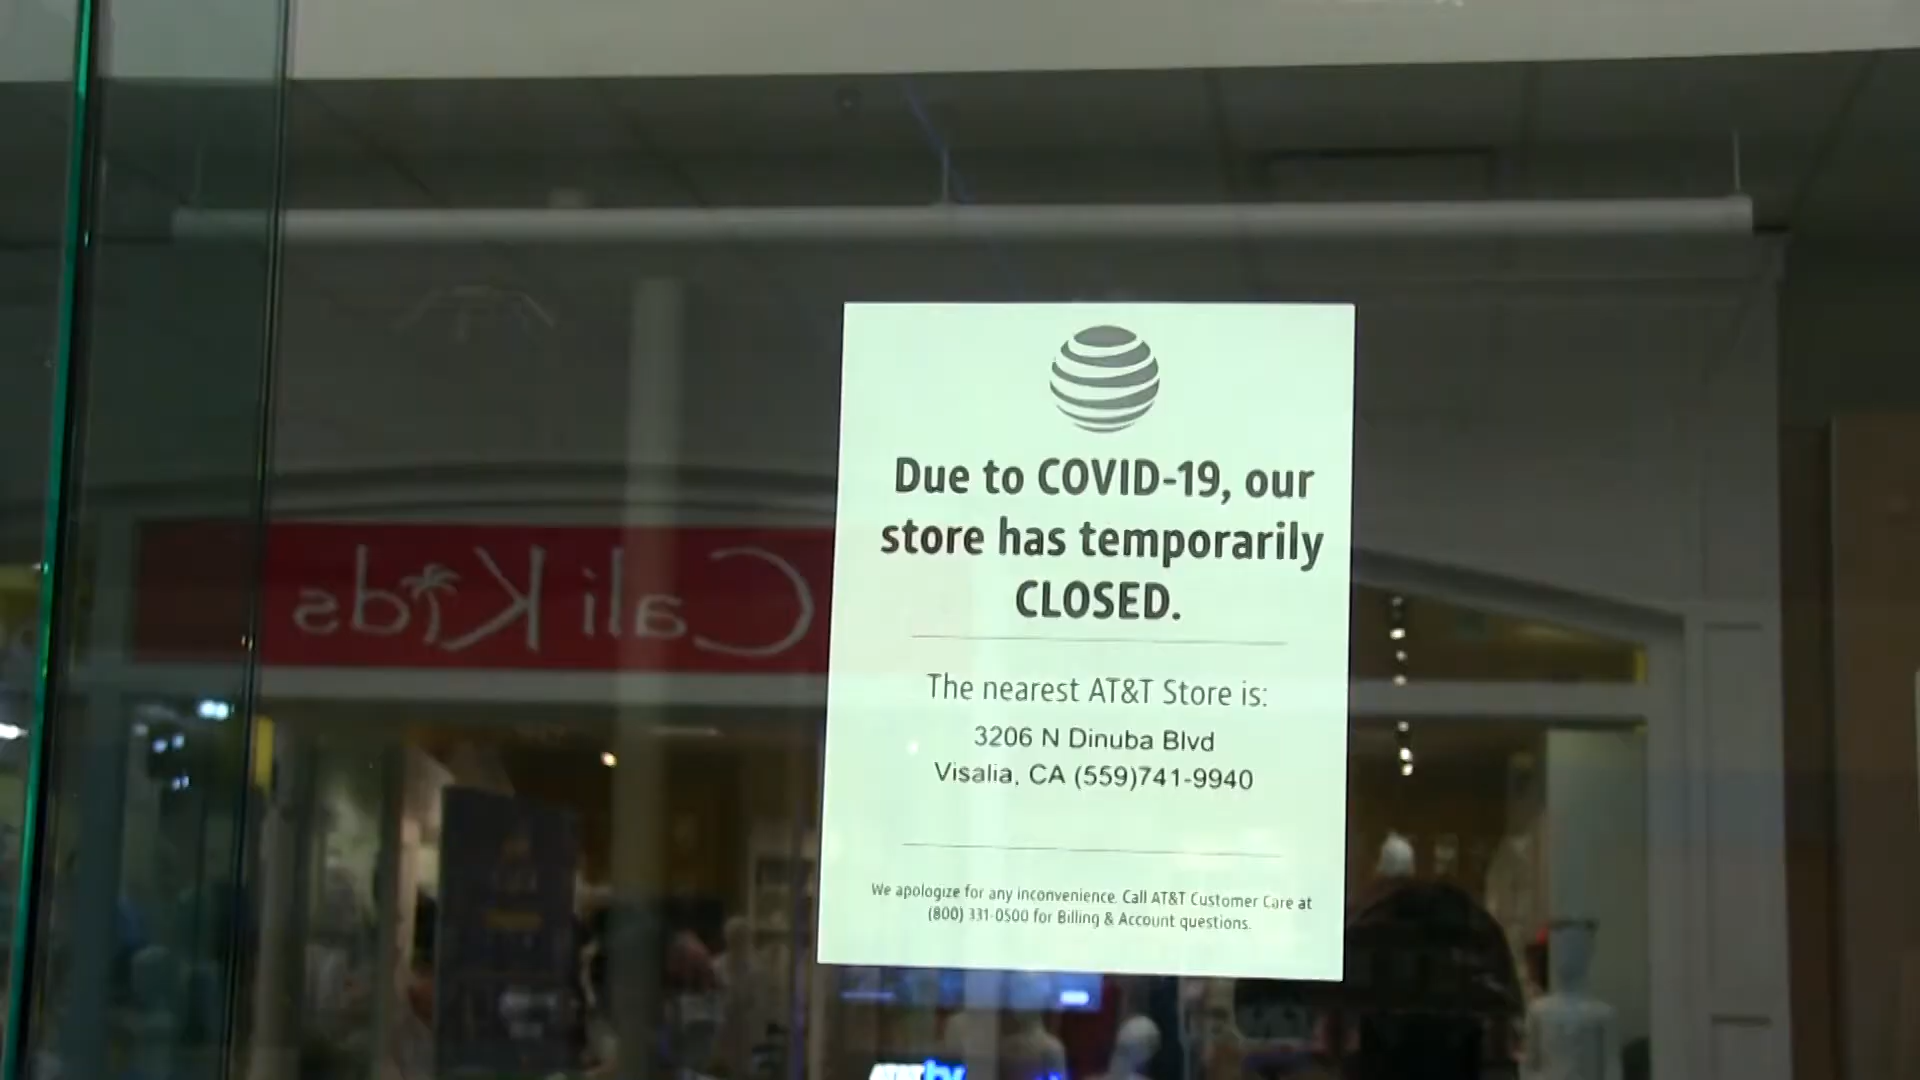 Due to COVID-19, our
store has temporarily
CLOSED.
The nearest AT&T Store is:
3206 N Dinuba Blvd
Visalia, CA (559)741-9940
We apologize for any inconvenience. Call AT&T Customer Care at
(800) 331-0500 for Billing & Account questions.
Cali Kids
AT&T tv